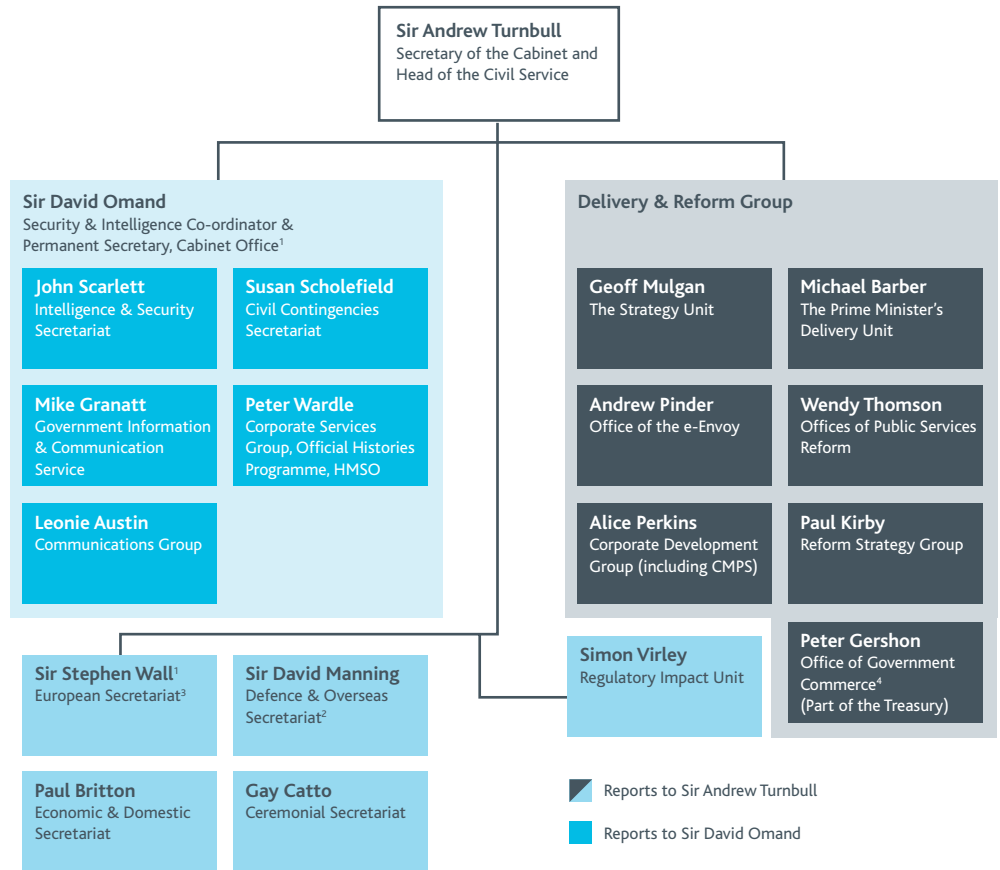 Sir Andrew Turnbull
Secretary of the Cabinet and
Head of the Civil Service
Sir David Omand
Security & Intelligence Co-ordinator &
Permanent Secretary, Cabinet Office¹
John Scarlett
Intelligence & Security
Secretariat
Susan Scholefield
Civil Contingencies
Secretariat
Mike Granatt
Government Information
& Communication
Service
Peter Wardle
Corporate Services
Group, Official Histories
Programme, HMSO
Leonie Austin
Communications Group
Delivery & Reform Group
Geoff Mulgan
The Strategy Unit
Michael Barber
The Prime Minister’s
Delivery Unit
Andrew Pinder
Office of the e-Envoy
Wendy Thomson
Offices of Public Services
Reform
Alice Perkins
Corporate Development
Group (including CMPS)
Paul Kirby
Reform Strategy Group
Peter Gershon
Office of Government
Commerce⁴
(Part of the Treasury)
Sir Stephen Wall¹
European Secretariat³
Sir David Manning
Defence & Overseas
Secretariat²
Simon Virley
Regulatory Impact Unit
Paul Britton
Economic & Domestic
Secretariat
Gay Catto
Ceremonial Secretariat
Reports to Sir Andrew Turnbull
Reports to Sir David Omand